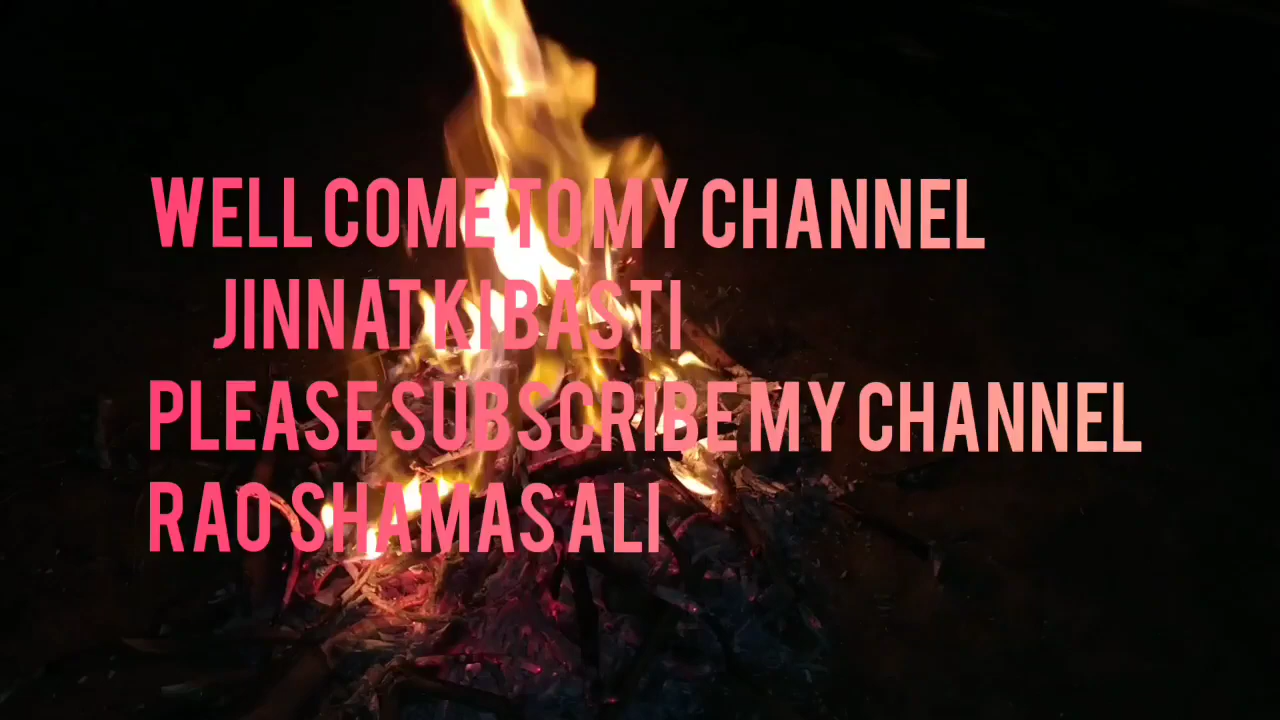 WELL COME TO MY CHANNEL
JINNAT KI BASTI
PLEASE SUBSCRIBE MY CHANNEL
RAO SHAMAS ALI